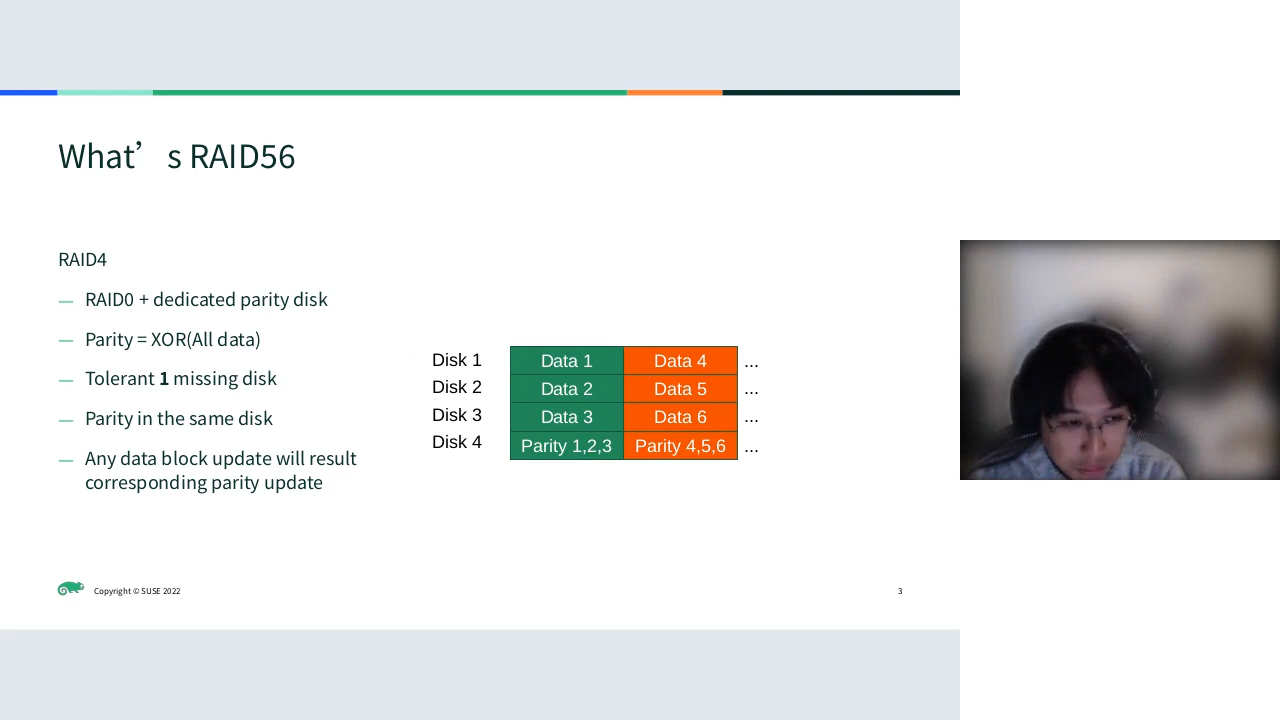 What’s RAID56
RAID4
— RAID0 + dedicated parity disk
— Parity = XOR(All data)
— Tolerant 1 missing disk
— Parity in the same disk
— Any data block update will result
corresponding parity update
Disk 1 Data 1 Data 4 ...
Disk 2 Data 2 Data 5 ...
Disk 3 Data 3 Data 6 ...
Disk 4 Parity 1,2,3 Parity 4,5,6 ...
Copyright © SUSE 2022
3